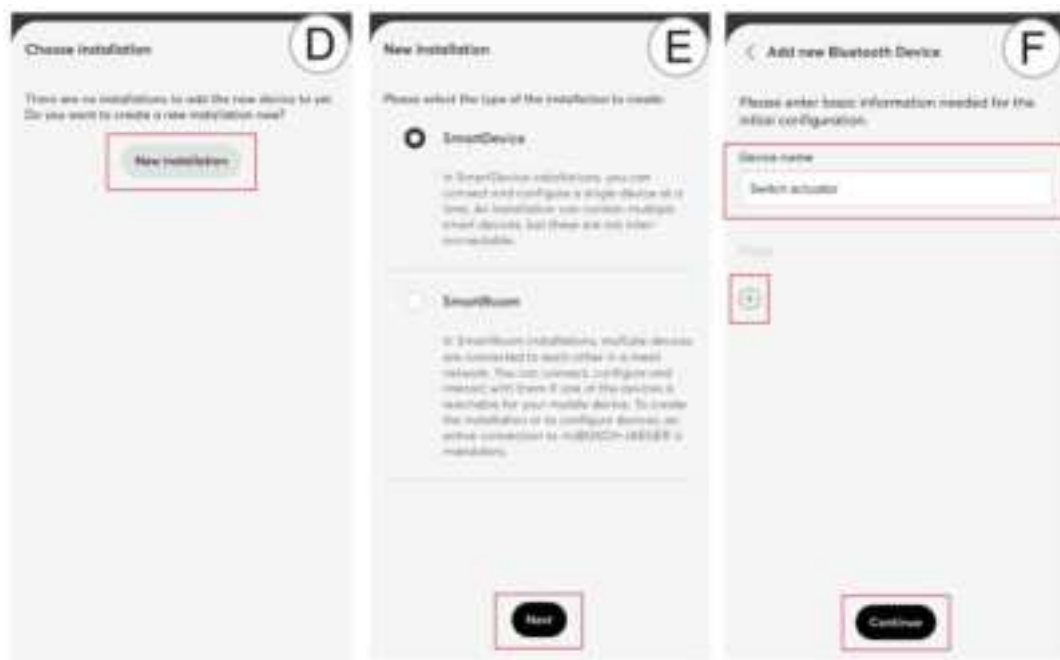 D
Choose installation
There are no installations to add the new device to yet.
Do you want to create a new installation now?
New installation
E
New installation
Please select the type of the installation to create:
SmartDevice
In SmartDevice installations, you can
connect and configure a single device at a
time. An installation can contain multiple
smart devices, but these are not inter-
connectable.
SmartRoom
In SmartRoom installations, multiple devices
are connected to each other in a mesh
network. You can connect, configure and
interact with them if one of the devices is
reachable for your mobile device. To create
the installation or to configure devices, an
active connection to is
mandatory.
Next
F
Add new Bluetooth Device
Please enter basic information needed for the
initial configuration.
Device name
Switch actuator
Continue